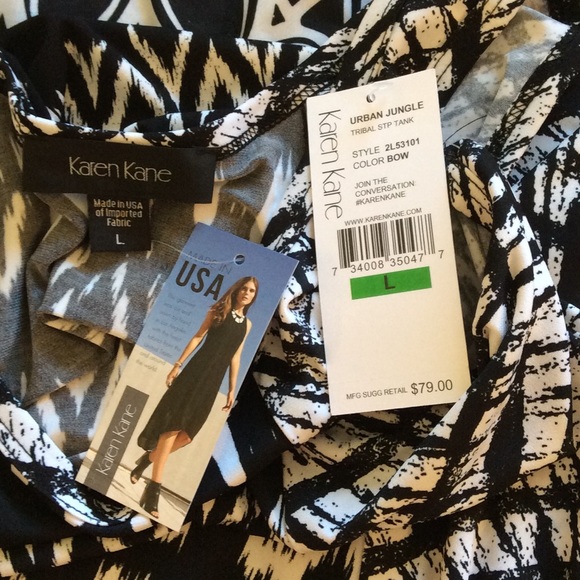 Karen Kane
Made in USA
of Imported
Fabric
L
MADE IN
USA
Karen Kane
Karen Kane
URBAN JUNGLE
TRIBAL STP TANK
STYLE 2L53101
COLOR BOW
JOIN THE
CONVERSATION:
#KARENKANE
WWW.KARENKANE.COM
7 34008 35047 7
L
MFG SUGG RETAIL $79.00